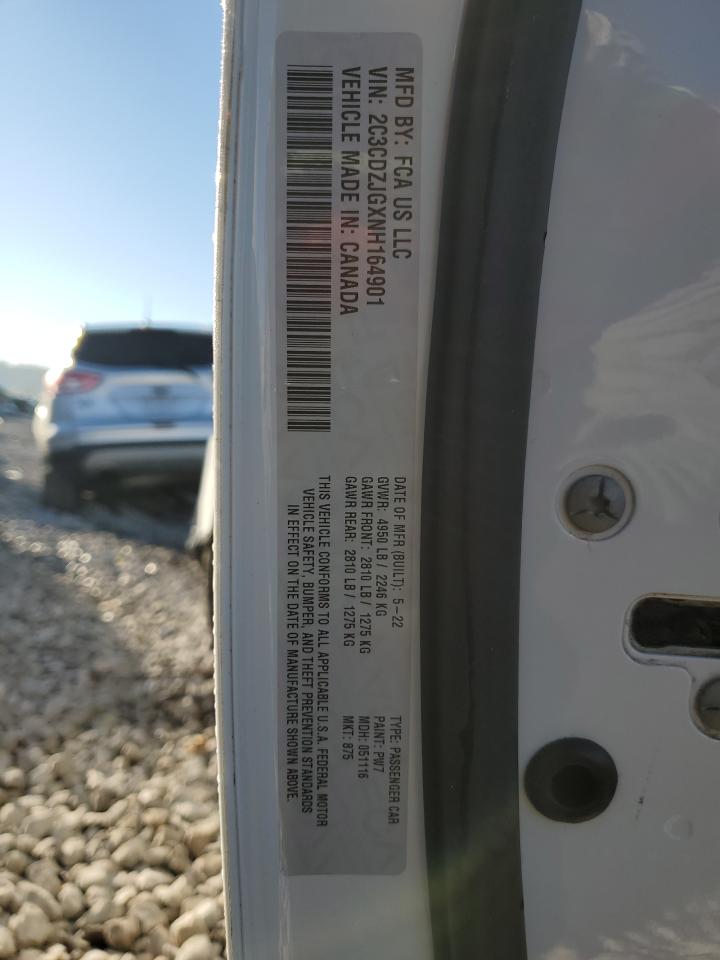 MFD BY: FCA US LLC
VIN: 2C3CDZJGXNH164901
VEHICLE MADE IN: CANADA
DATE OF MFR (BUILT): 5-22
GVWR: 4950 LB / 2246 KG
GAWR FRONT: 2810 LB / 1275 KG
GAWR REAR: 2810 LB / 1275 KG
THIS VEHICLE CONFORMS TO ALL APPLICABLE U.S.A. FEDERAL MOTOR
VEHICLE SAFETY, BUMPER, AND THEFT PREVENTION STANDARDS
IN EFFECT ON THE DATE OF MANUFACTURE SHOWN ABOVE.
TYPE: PASSENGER CAR
PAINT: PW7
MDH: 051116
MKT: 875